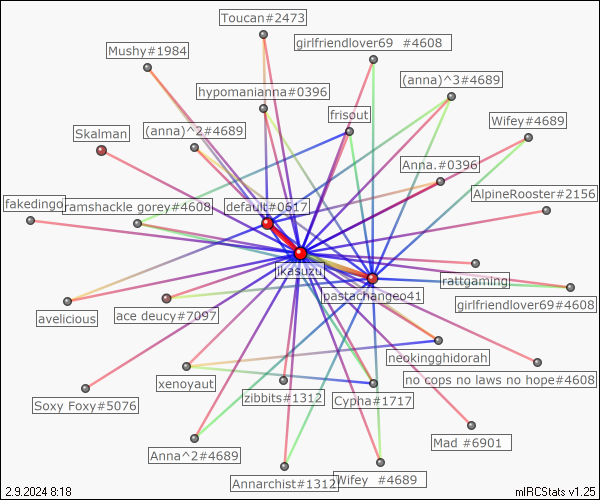 Toucan#2473
girlfriendlover69 #4608
Mushy#1984
(anna)^3#4689
hypomanianna#0396
frisout
Wifey#4689
Skalman
(anna)^2#4689
Anna.#0396
AlpineRooster#2156
fakedingo
ramshackle gorey#4608
default#0617
ikasuzu
rattgaming
pastachangeo41
girlfriendlover69#4608
avelicious
ace deucy#7097
neokingghidorah
xenoyaut
no cops no laws no hope#4608
zibbits#1312
Cypha#1717
Soxy Foxy#5076
Mad #6901
Anna^2#4689
Annarchist#1312
Wifey #4689
2.9.2024 8:18
mIRCStats v1.25